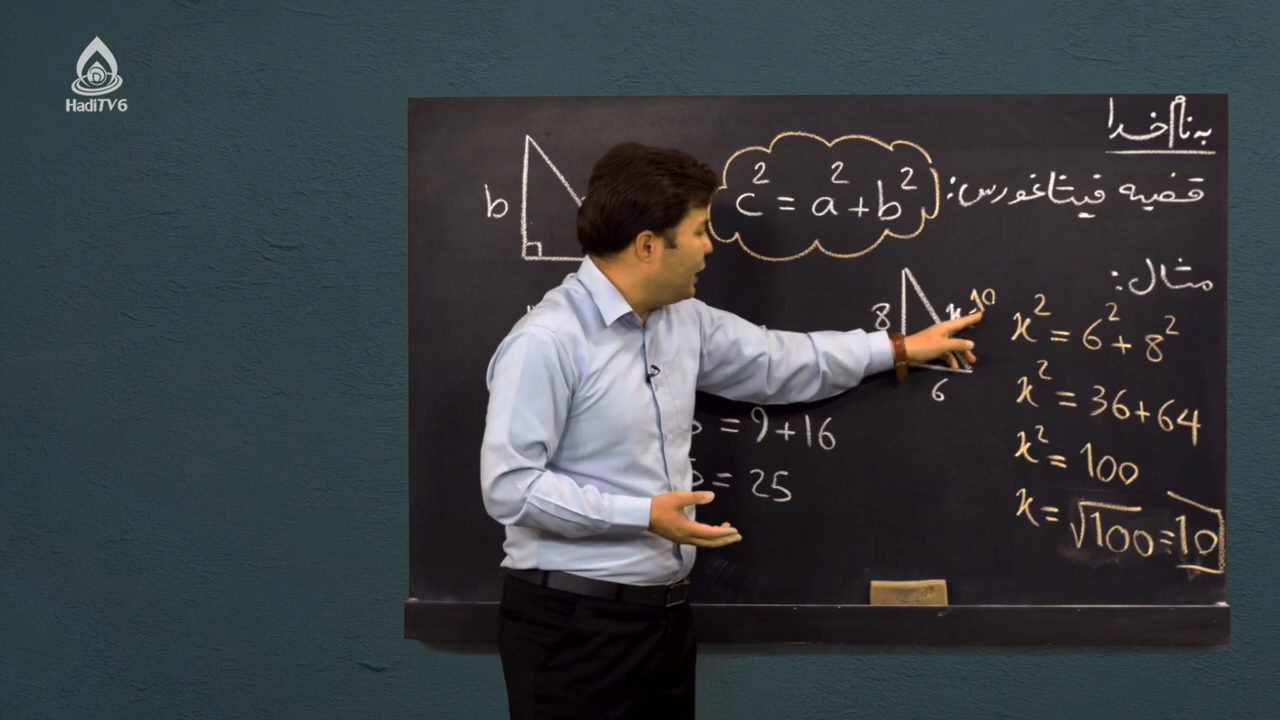 HadiTV6
به نام خدا
قضیه فیثاغورس:
c² = a² + b²
b
مثال:
8
x=10
6
x² = 6² + 8²
x² = 36+64
x² = 100
x = √100 = 10
= 9+16
= 25